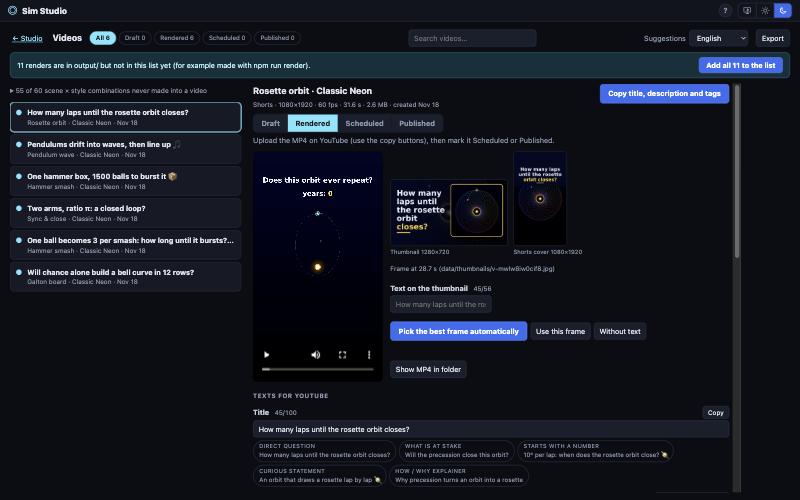 Sim Studio
?
← Studio
Videos
All 6
Draft 0
Rendered 6
Scheduled 0
Published 0
Search videos...
Suggestions
English
Export
11 renders are in output/ but not in this list yet (for example made with npm run render).
Add all 11 to the list
▸ 55 of 60 scene × style combinations never made into a video
How many laps until the rosette orbit closes?
Rosette orbit · Classic Neon · Nov 18
Pendulums drift into waves, then line up 🎵
Pendulum wave · Classic Neon · Nov 18
One hammer box, 1500 balls to burst it 📦
Hammer smash · Classic Neon · Nov 18
Two arms, ratio π: a closed loop?
Sync & close · Classic Neon · Nov 18
One ball becomes 3 per smash: how long until it bursts?...
Hammer smash · Classic Neon · Nov 18
Will chance alone build a bell curve in 12 rows?
Galton board · Classic Neon · Nov 18
Rosette orbit · Classic Neon
Copy title, description and tags
Shorts · 1080×1920 · 60 fps · 31.6 s · 2.6 MB · created Nov 18
Draft
Rendered
Scheduled
Published
Upload the MP4 on YouTube (use the copy buttons), then mark it Scheduled or Published.
Does this orbit ever repeat?
years: 0
How many
laps until
the rosette
orbit
closes?
Thumbnail 1280×720
How many laps
until the rosette
orbit closes?
Shorts cover 1080×1920
Frame at 28.7 s (data/thumbnails/v-mwlw8iw0cif8.jpg)
Text on the thumbnail 45/56
How many laps until the ro
Pick the best frame automatically
Use this frame
Without text
Show MP4 in folder
TEXTS FOR YOUTUBE
Title 45/100
Copy
How many laps until the rosette orbit closes?
DIRECT QUESTION
How many laps until the rosette orbit closes?
WHAT IS AT STAKE
Will the precession close this orbit?
STARTS WITH A NUMBER
10° per lap: when does the rosette orbit close? 🪐
CURIOUS STATEMENT
An orbit that draws a rosette lap by lap 🪐
HOW / WHY EXPLAINER
Why precession turns an orbit into a rosette